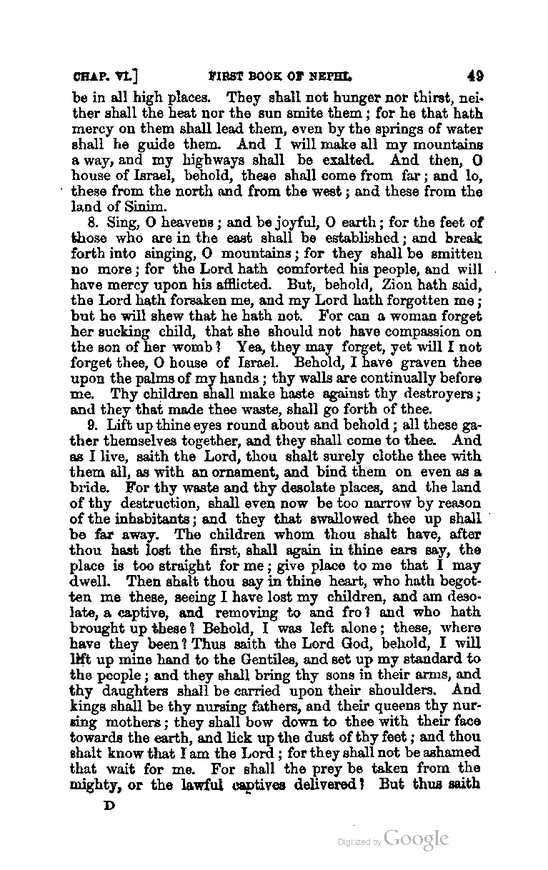 CHAP. VI.] FIRST BOOK OF NEPHI. 49
be in all high places. They shall not hunger nor thirst, nei-
ther shall the heat nor the sun smite them; for he that hath
mercy on them shall lead them, even by the springs of water
shall he guide them. And I will make all my mountains
a way, and my highways shall be exalted. And then, O
house of Israel, behold, these shall come from far; and lo,
these from the north and from the west; and these from the
land of Sinim.
8. Sing, O heavens; and be joyful, O earth; for the feet of
those who are in the east shall be established; and break
forth into singing, O mountains; for they shall be smitten
no more; for the Lord hath comforted his people, and will
have mercy upon his afflicted. But, behold, Zion hath said,
the Lord hath forsaken me, and my Lord hath forgotten me;
but he will shew that he hath not. For can a woman forget
her sucking child, that she should not have compassion on
the son of her womb? Yea, they may forget, yet will I not
forget thee, O house of Israel. Behold, I have graven thee
upon the palms of my hands; thy walls are continually before
me. Thy children shall make haste against thy destroyers;
and they that made thee waste, shall go forth of thee.
9. Lift up thine eyes round about and behold; all these ga-
ther themselves together, and they shall come to thee. And
as I live, saith the Lord, thou shalt surely clothe thee with
them all, as with an ornament, and bind them on even as a
bride. For thy waste and thy desolate places, and the land
of thy destruction, shall even now be too narrow by reason
of the inhabitants; and they that swallowed thee up shall
be far away. The children whom thou shalt have, after
thou hast lost the first, shall again in thine ears say, the
place is too straight for me; give place to me that I may
dwell. Then shalt thou say in thine heart, who hath begot-
ten me these, seeing I have lost my children, and am deso-
late, a captive, and removing to and fro? and who hath
brought up these? Behold, I was left alone; these, where
have they been? Thus saith the Lord God, behold, I will
lift up mine hand to the Gentiles, and set up my standard to
the people; and they shall bring thy sons in their arms, and
thy daughters shall be carried upon their shoulders. And
kings shall be thy nursing fathers, and their queens thy nur-
sing mothers; they shall bow down to thee with their face
towards the earth, and lick up the dust of thy feet; and thou
shalt know that I am the Lord; for they shall not be ashamed
that wait for me. For shall the prey be taken from the
mighty, or the lawful captives delivered? But thus saith
D
Digitized by Google